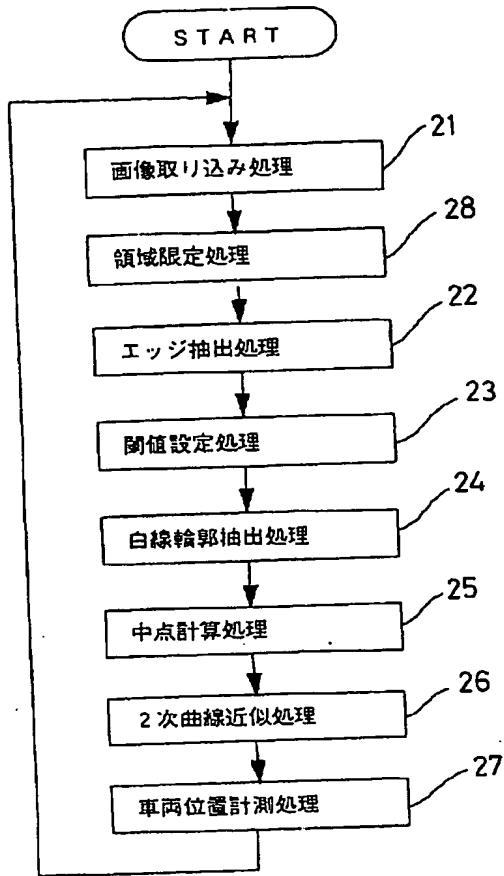 START
21
画像取り込み処理
28
領域限定処理
22
エッジ抽出処理
23
閾値設定処理
24
白線輪郭抽出処理
25
中点計算処理
26
2次曲線近似処理
27
車両位置計測処理